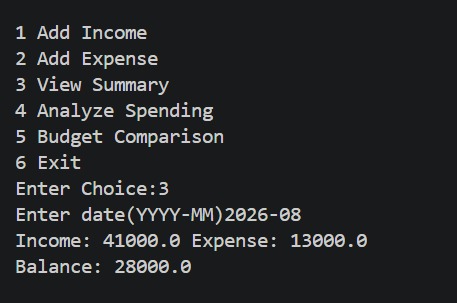 1 Add Income
2 Add Expense
3 View Summary
4 Analyze Spending
5 Budget Comparison
6 Exit
Enter Choice:3
Enter date(YYYY-MM)2026-08
Income: 41000.0 Expense: 13000.0
Balance: 28000.0